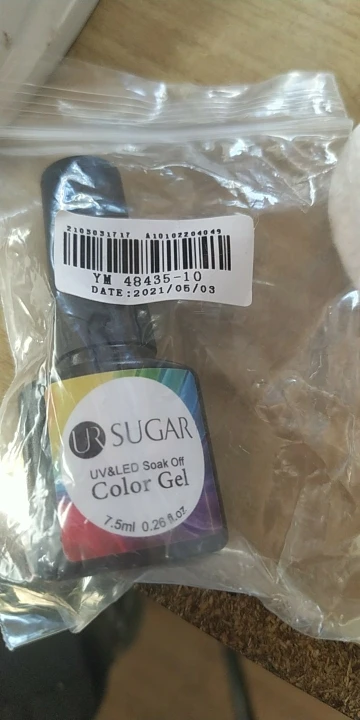 2105031717 A10102204049
YM 48435-10
DATE:2021/05/03
UR SUGAR
UV&LED Soak Off
Color Gel
7.5ml 0.26 fl.oz